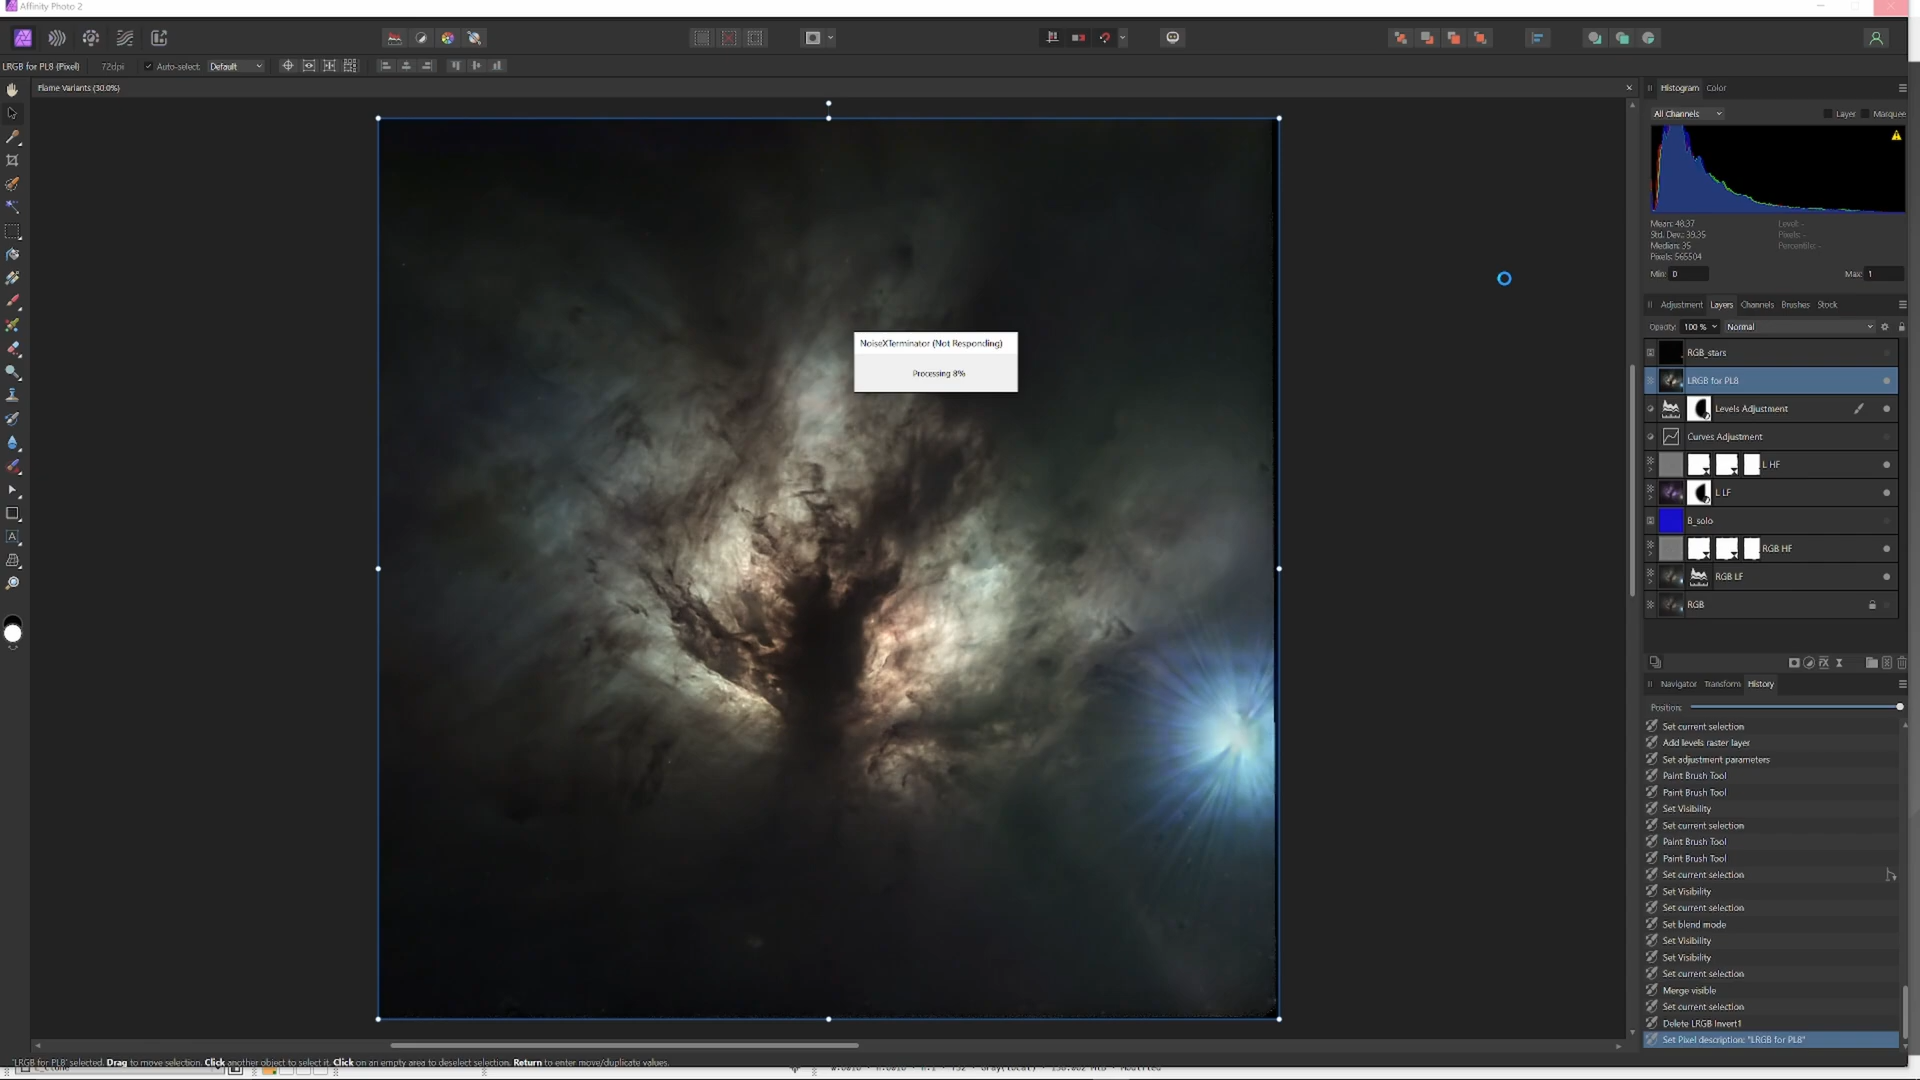 Affinity Photo 2
LRGB for PL8 (Pixel)
72dpi
Auto-select:
Default
Flame Variants (30.0%)
Histogram
Color
All Channels
Layer
Marquee
Mean: 48.37
Std. Dev.: 39.35
Median: 35
Pixels: 565504
Level: -
Pixels: -
Percentile: -
Min: 0
Max: 1
NoiseXTerminator (Not Responding)
Processing 8%
Adjustment
Layers
Channels
Brushes
Stock
Opacity: 100 %
Normal
RGB_stars
LRGB for PL8
Levels Adjustment
Curves Adjustment
L HF
L LF
B_solo
RGB HF
RGB LF
RGB
Navigator
Transform
History
Position:
Set current selection
Add levels raster layer
Set adjustment parameters
Paint Brush Tool
Paint Brush Tool
Set Visibility
Set current selection
Paint Brush Tool
Paint Brush Tool
Set current selection
Set Visibility
Set current selection
Set blend mode
Set Visibility
Set Visibility
Set current selection
Merge visible
Set current selection
Delete LRGB Invert1
Set Pixel description: "LRGB for PL8"
'LRGB for PL8' selected. Drag to move selection. Click another object to select it. Click on an empty area to deselect selection. Return to enter move/duplicate values.